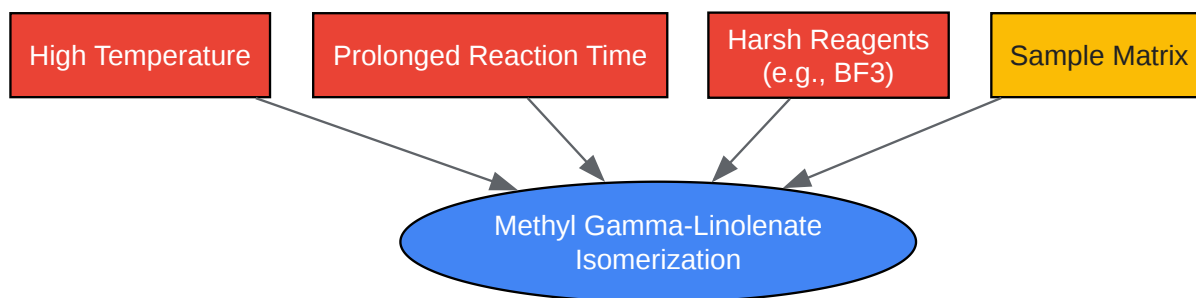 High Temperature
Prolonged Reaction Time
Harsh Reagents
(e.g., BF3)
Sample Matrix
Methyl Gamma-Linolenate
Isomerization